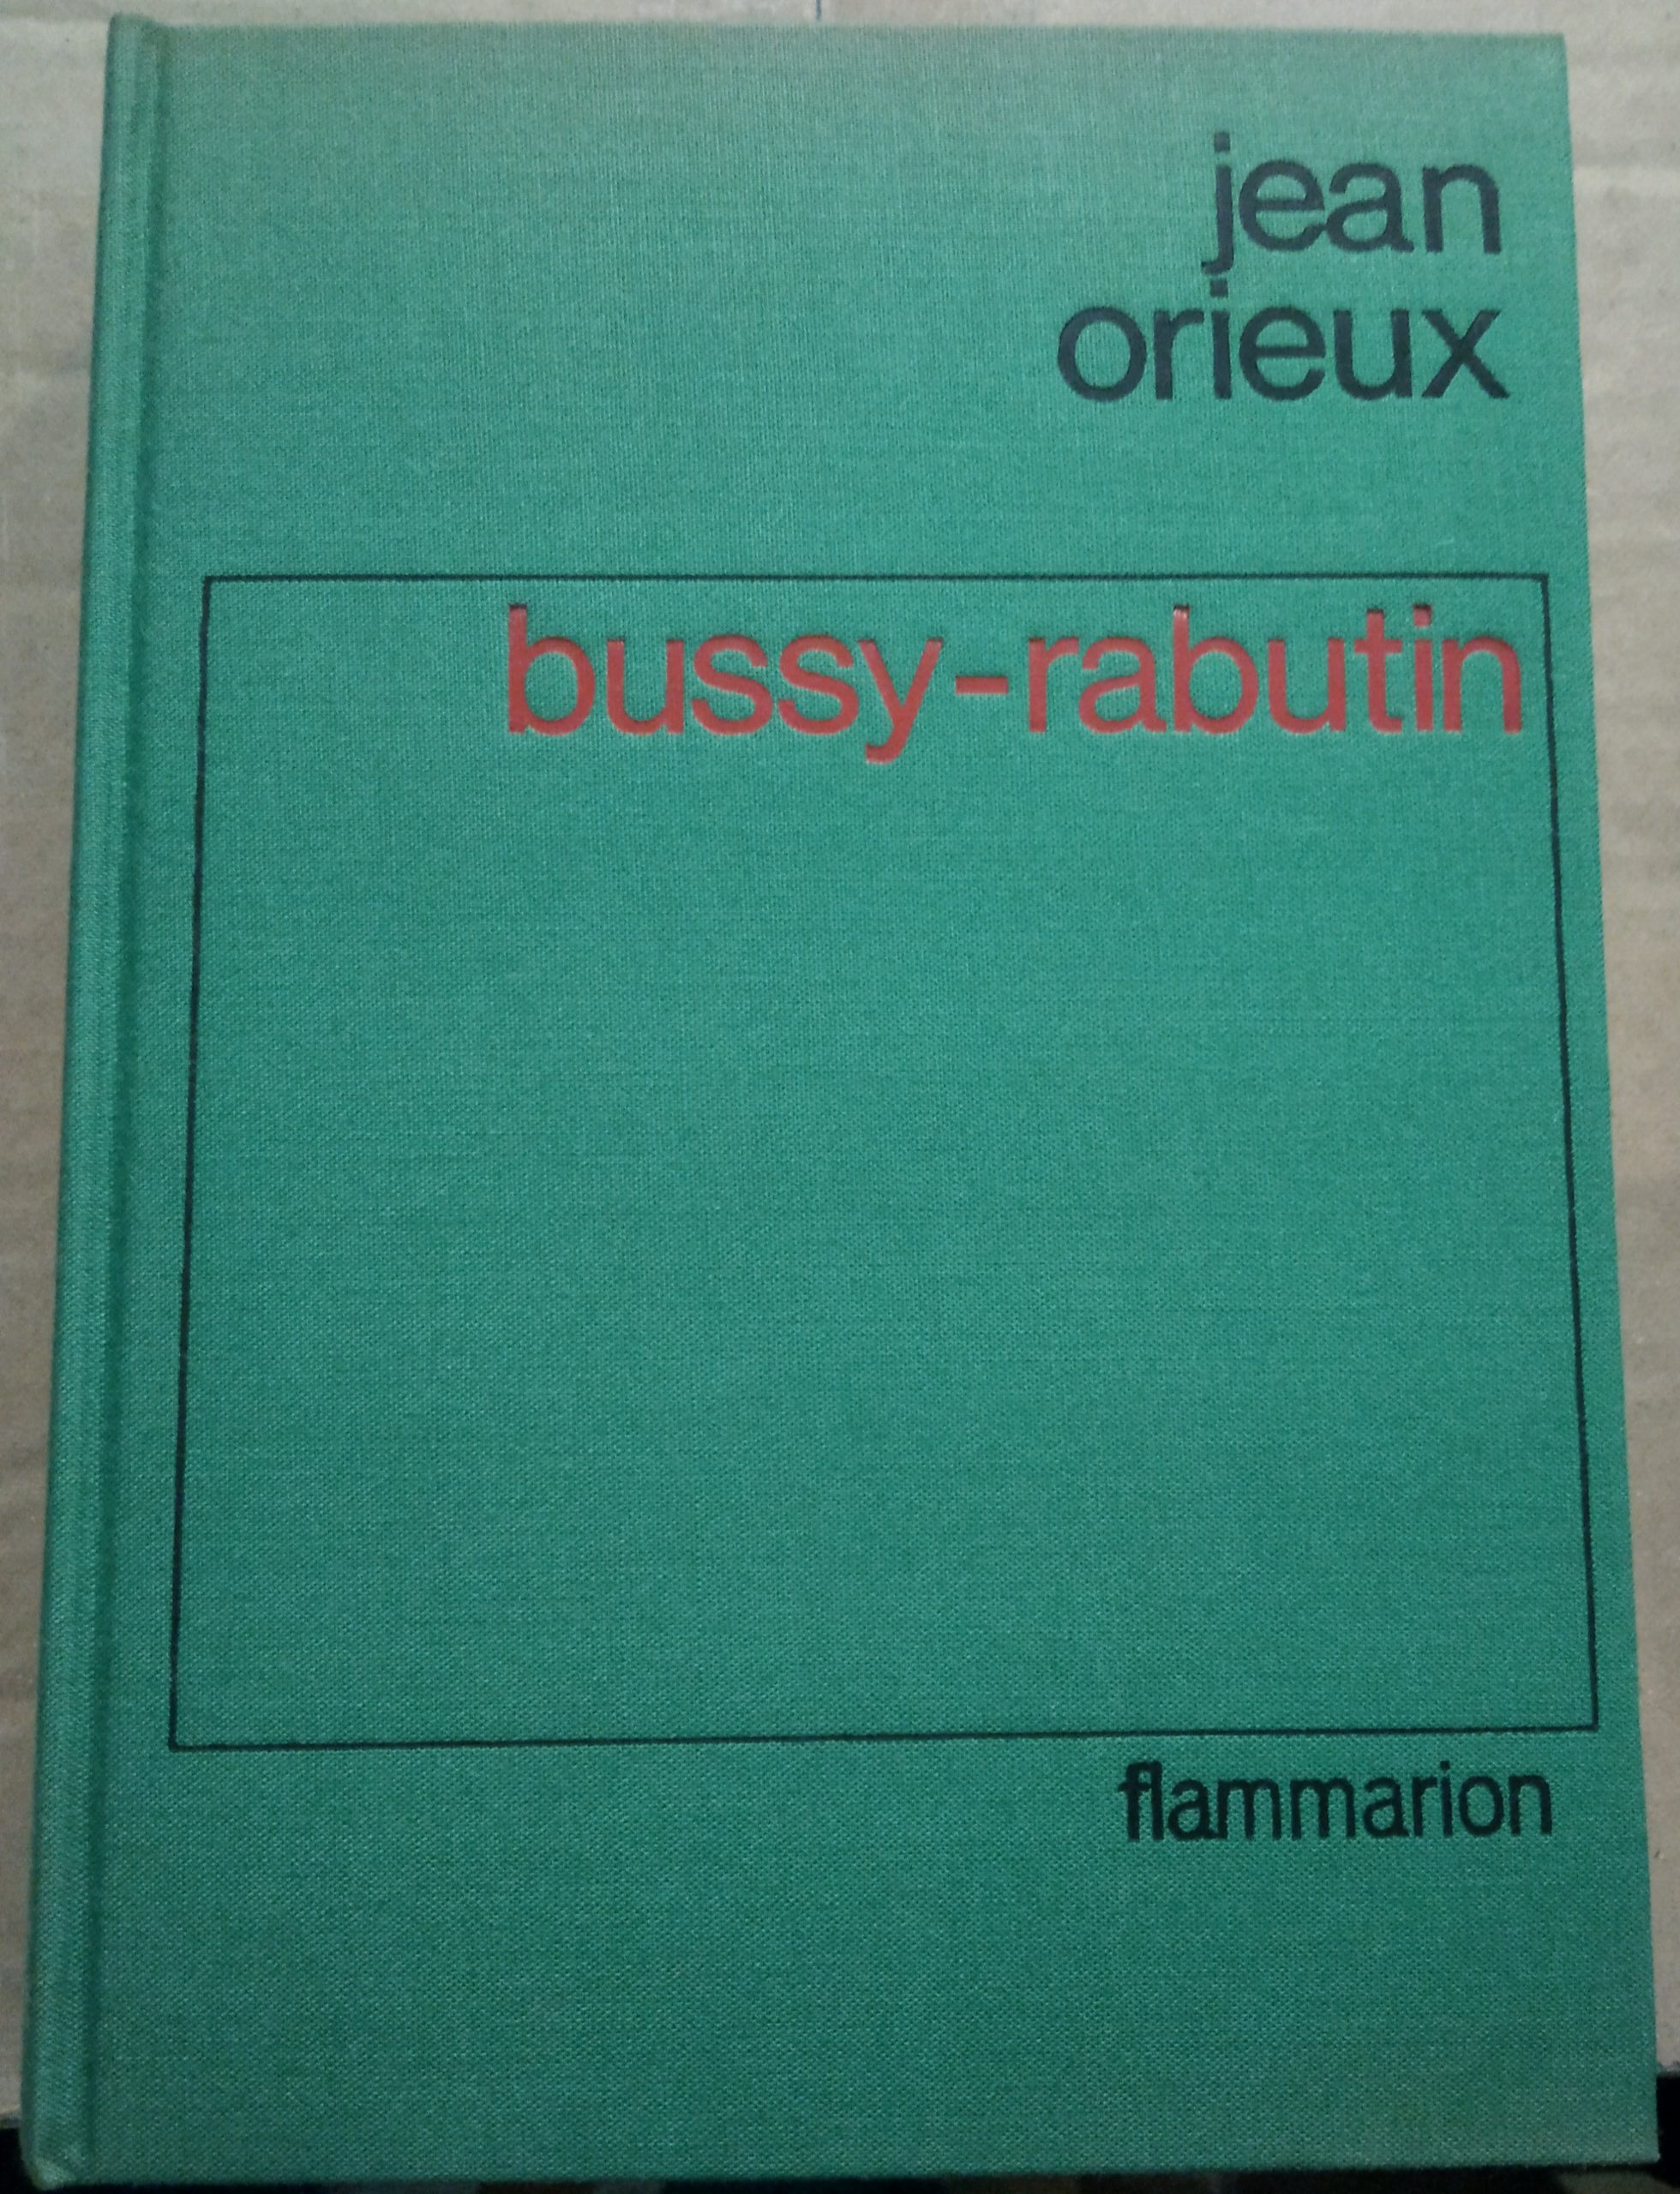 jean
orieux
bussy-rabutin
flammarion